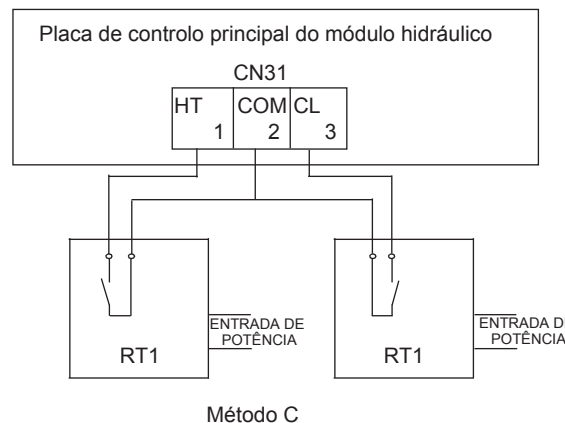 Placa de controlo principal do módulo hidráulico
CN31
HT COM CL
1 2 3
ENTRADA DE
POTÊNCIA
RT1
ENTRADA D
POTÊNCIA
RT1
Método C